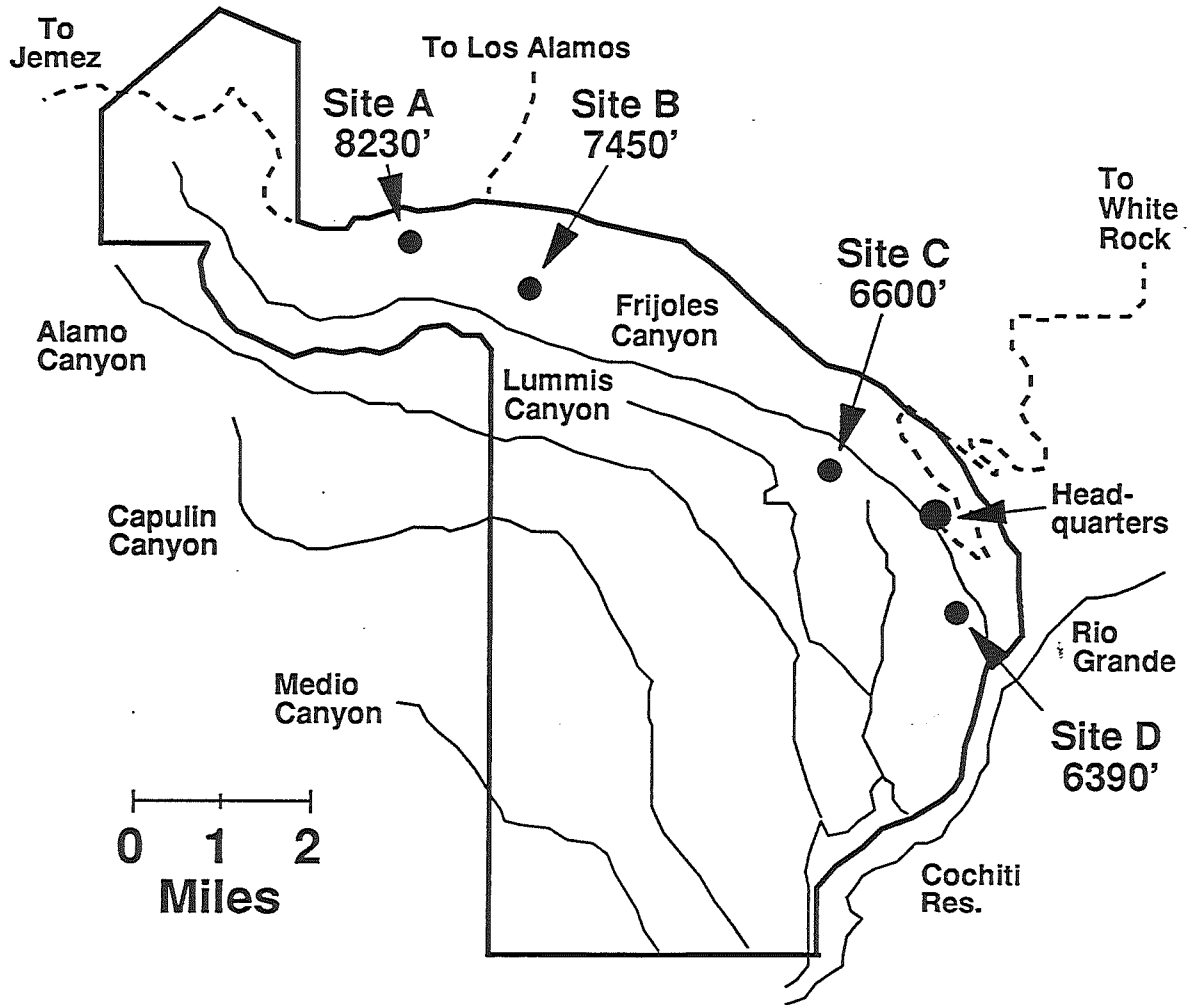 To
Jemez
To Los Alamos
Site A
8230'
Site B
7450'
To
White
Rock
Site C
6600'
Frijoles
Canyon
Alamo
Canyon
Lummis
Canyon
Head-
quarters
Capulin
Canyon
Rio
Grande
Medio
Canyon
Site D
6390'
0 1 2
Miles
Cochiti
Res.